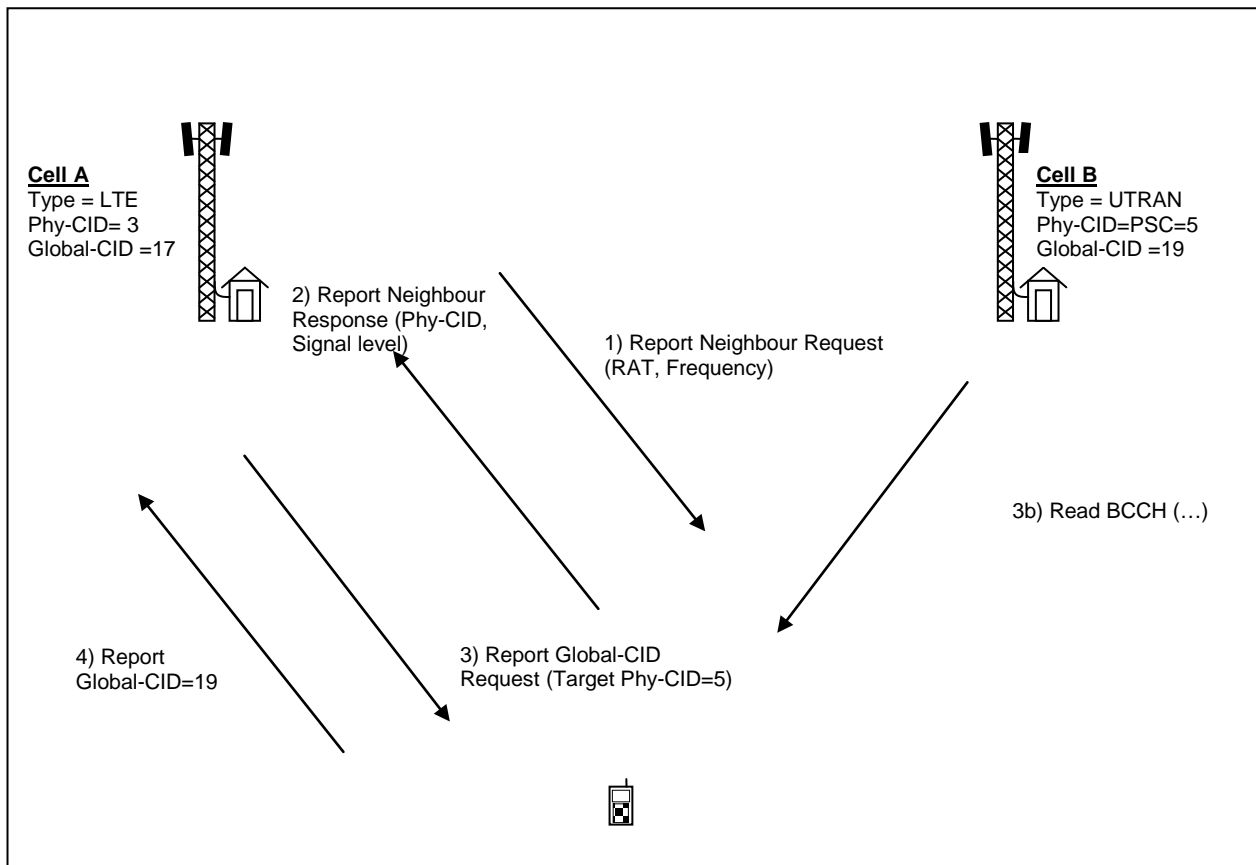 Cell A
Type = LTE
Phy-CID= 3
Global-CID =17
Cell B
Type = UTRAN
Phy-CID=PSC=5
Global-CID =19
2) Report Neighbour
Response (Phy-CID,
Signal level)
1) Report Neighbour Request
(RAT, Frequency)
3b) Read BCCH (…)
4) Report
Global-CID=19
3) Report Global-CID
Request (Target Phy-CID=5)